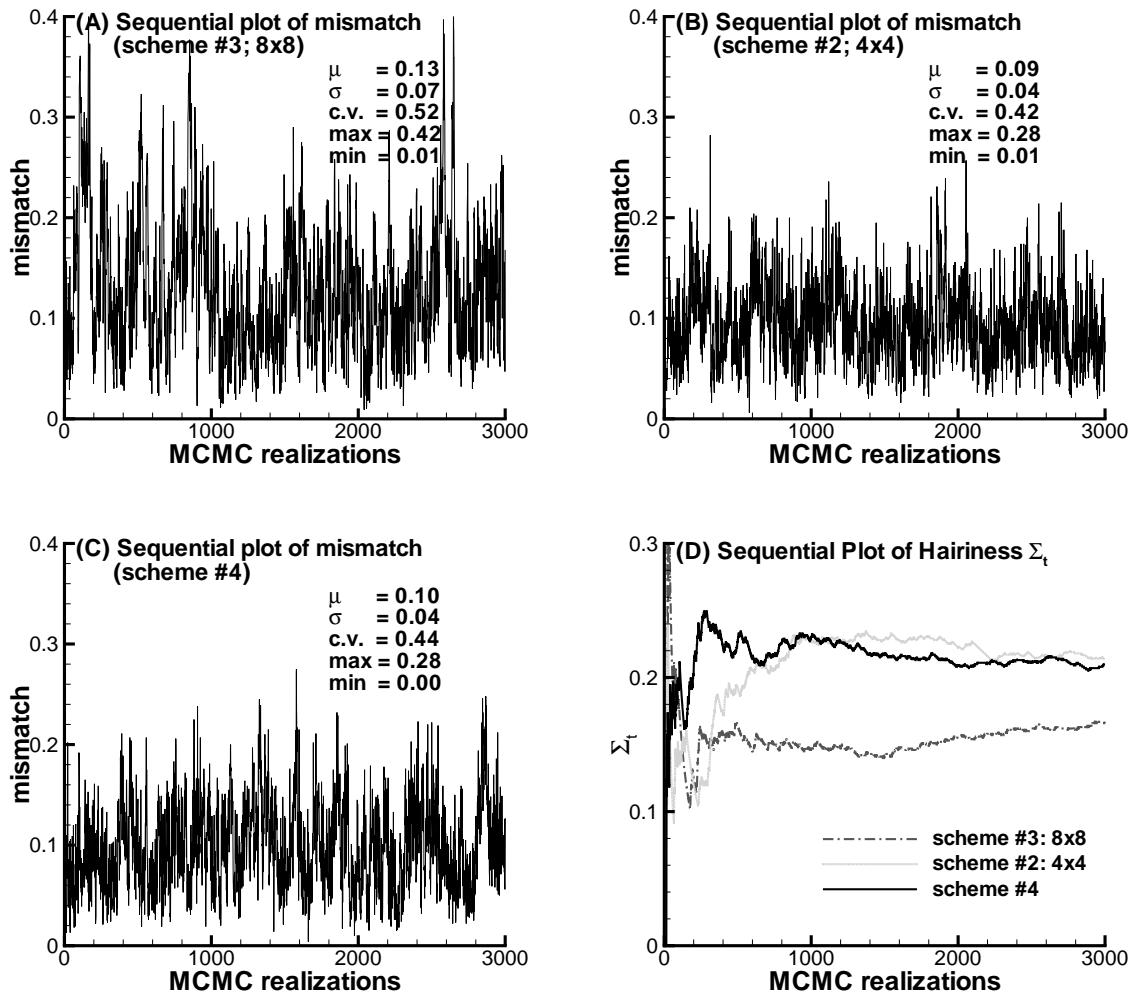 (A) Sequential plot of mismatch
(scheme #3; 8x8)
μ = 0.13
σ = 0.07
c.v. = 0.52
max = 0.42
min = 0.01
0.4
0.3
0.2
0.1
0
mismatch
0
1000
2000
3000
MCMC realizations
(B) Sequential plot of mismatch
(scheme #2; 4x4)
μ = 0.09
σ = 0.04
c.v. = 0.42
max = 0.28
min = 0.01
0.4
0.3
0.2
0.1
0
mismatch
0
1000
2000
3000
MCMC realizations
(C) Sequential plot of mismatch
(scheme #4)
μ = 0.10
σ = 0.04
c.v. = 0.44
max = 0.28
min = 0.00
0.4
0.3
0.2
0.1
0
mismatch
0
1000
2000
3000
MCMC realizations
(D) Sequential Plot of Hairiness Σt
0.3
0.2
0.1
0
Σt
scheme #3: 8x8
scheme #2: 4x4
scheme #4
0
1000
2000
3000
MCMC realizations